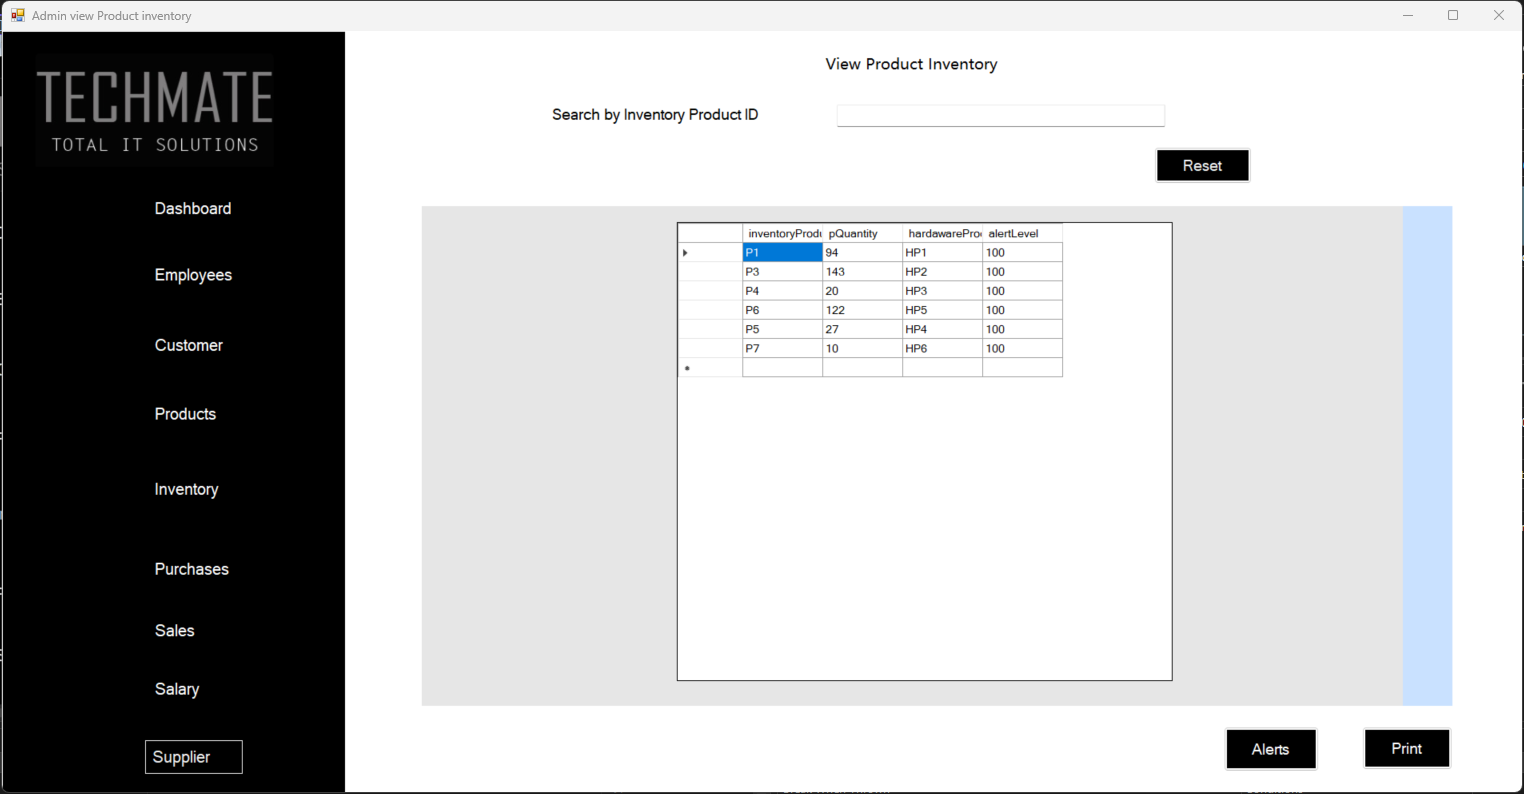 Admin view Product inventory
TECHMATE
TOTAL IT SOLUTIONS
Dashboard
Employees
Customer
Products
Inventory
Purchases
Sales
Salary
Supplier
View Product Inventory
Search by Inventory Product ID
Reset
inventoryProdu pQuantity hardawareProd alertLevel
P1 94 HP1 100
P3 143 HP2 100
P4 20 HP3 100
P6 122 HP5 100
P5 27 HP4 100
P7 10 HP6 100
Alerts
Print